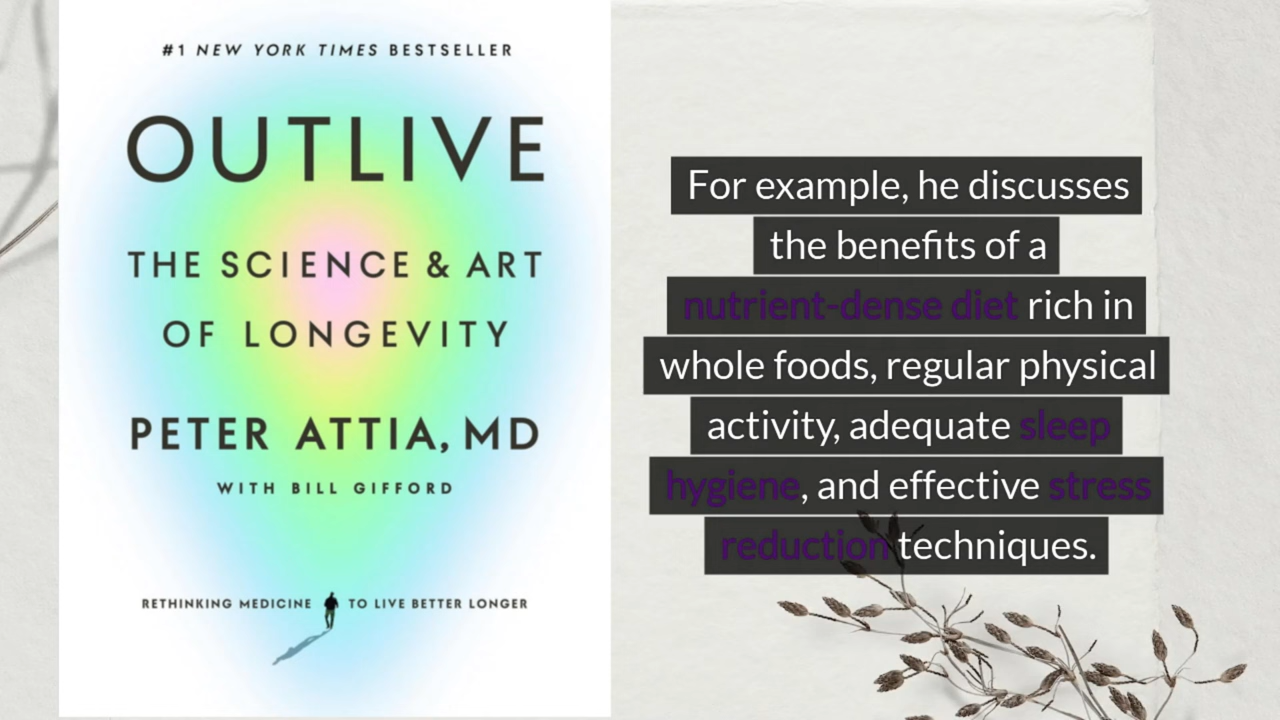 #1 NEW YORK TIMES BESTSELLER
OUTLIVE
THE SCIENCE & ART
OF LONGEVITY
PETER ATTIA, MD
WITH BILL GIFFORD
RETHINKING MEDICINE TO LIVE BETTER LONGER
For example, he discusses
the benefits of a
nutrient-dense diet rich in
whole foods, regular physical
activity, adequate sleep
hygiene, and effective stress
reduction techniques.